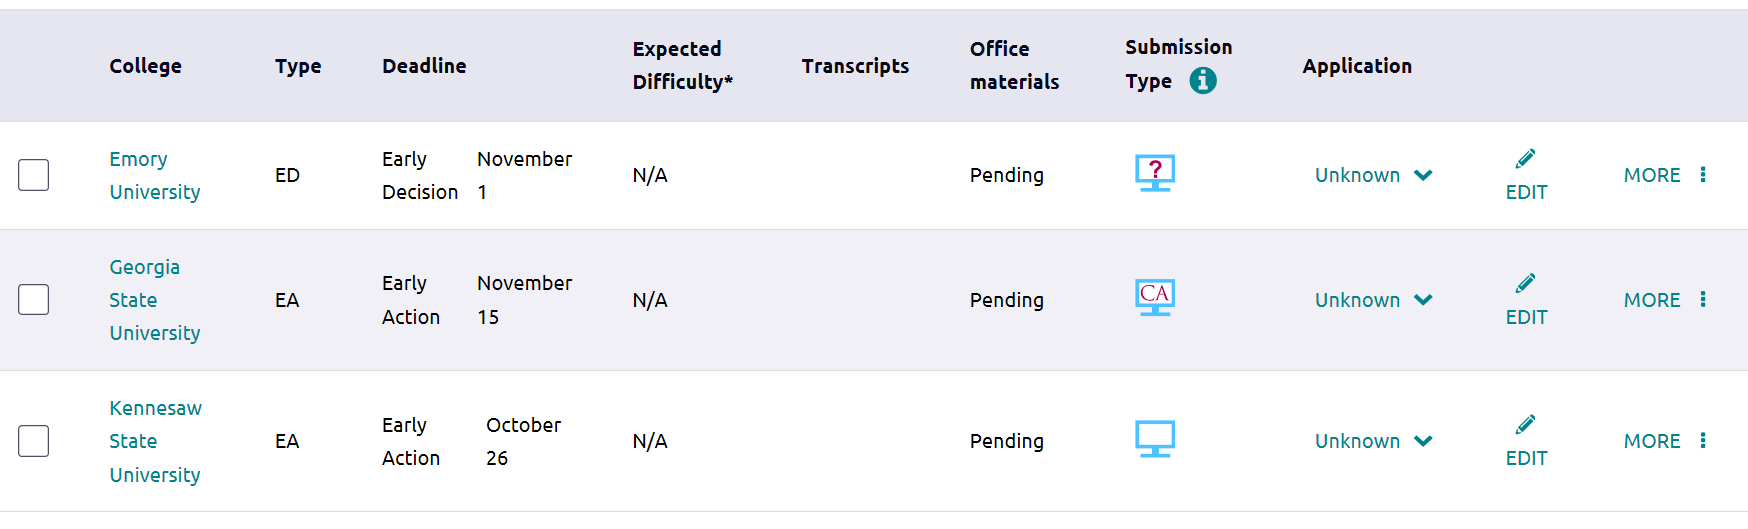 College Type Deadline Expected Difficulty* Transcripts Office materials Submission Type i Application
Emory University ED Early Decision November 1 N/A Pending ? Unknown EDIT MORE
Georgia State University EA Early Action November 15 N/A Pending CA Unknown EDIT MORE
Kennesaw State University EA Early Action October 26 N/A Pending Unknown EDIT MORE